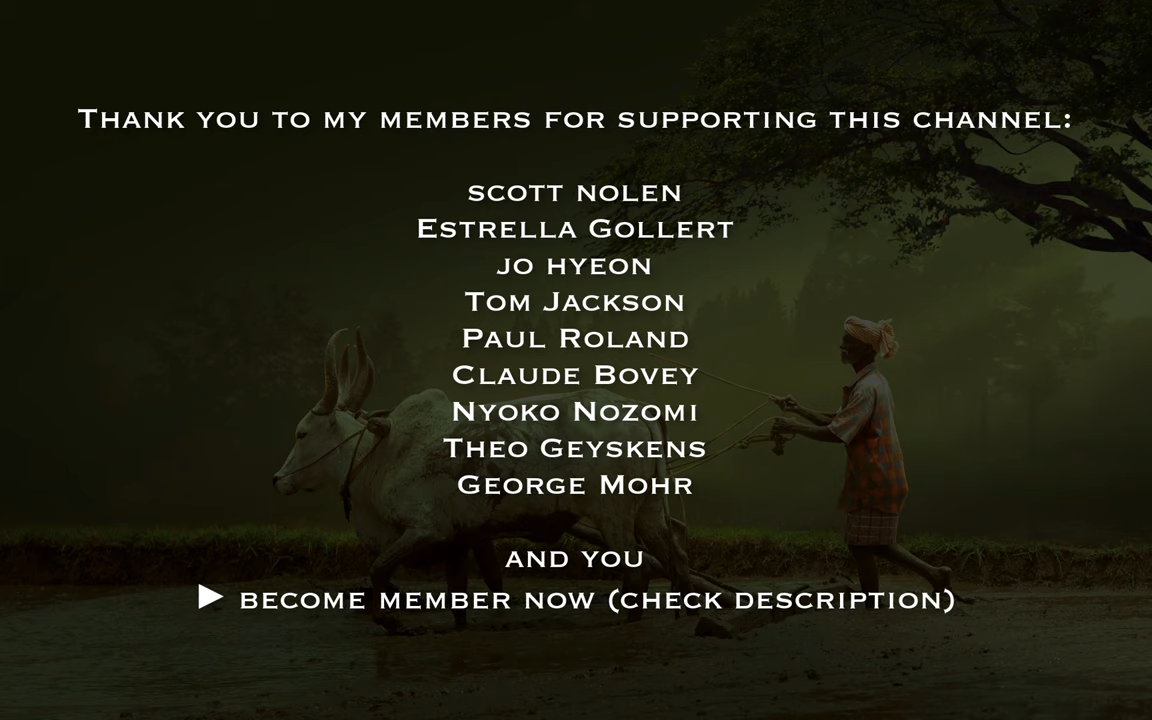 Thank you to my members for supporting this channel:
scott nolen
Estrella Gollert
jo hyeon
Tom Jackson
Paul Roland
Claude Bovey
Nyoko Nozomi
Theo Geyskens
George Mohr
and you
▶ become member now (check description)